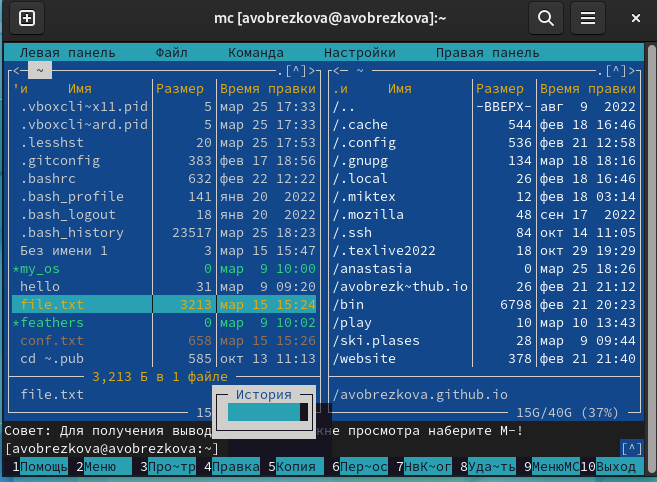 mc [avobrezkova@avobrezkova]:~
Левая панель Файл Команда Настройки Правая панель
<─ ~ .[^]> <─ ~ .[^]>
'и Имя Размер Время правки .и Имя Размер Время правки
.vboxcli~x11.pid 5 мар 25 17:33 /.. -ВВЕРХ- авг 9 2022
.vboxcli~ard.pid 5 мар 25 17:33 /.cache 544 фев 18 16:46
.lesshst 20 мар 25 17:53 /.config 536 фев 21 12:58
.gitconfig 383 фев 17 18:56 /.gnupg 134 мар 18 18:16
.bashrc 632 фев 22 12:22 /.local 26 фев 18 16:46
.bash_profile 141 янв 20 2022 /.miktex 12 фев 18 03:14
.bash_logout 18 янв 20 2022 /.mozilla 48 сен 17 2022
.bash_history 23517 мар 25 18:23 /.ssh 84 окт 14 11:05
Без имени 1 3 мар 15 15:47 /.texlive2022 18 окт 29 19:29
*my_os 0 мар 9 10:00 /anastasia 0 мар 25 18:26
hello 31 мар 9 09:20 /avobrezk~thub.io 26 фев 21 21:12
file.txt 3213 мар 15 15:24 /bin 6798 фев 21 20:23
*feathers 0 мар 9 10:02 /play 10 мар 10 13:43
conf.txt 658 мар 15 15:26 /ski.plases 28 мар 9 09:44
cd ~.pub 585 окт 13 11:13 /website 378 фев 21 21:40
3,213 Б в 1 файле
file.txt История /avobrezkova.github.io
15 15G/40G (37%)
Совет: Для получения вывод кне просмотра наберите M-!
[avobrezkova@avobrezkova:~] [^]
1Помощь 2Меню 3Про~тр 4Правка 5Копия 6Пер~ос 7НвК~ог 8Уда~ть 9МенюMC 10Выход